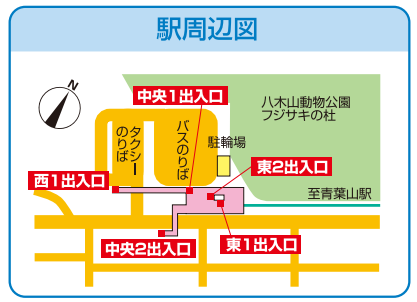 駅周辺図
N
中央1出入口
八木山動物公園
フジサキの杜
タクシー
のりば
バスのりば
駐輪場
東2出入口
西1出入口
至青葉山駅
中央2出入口
東1出入口